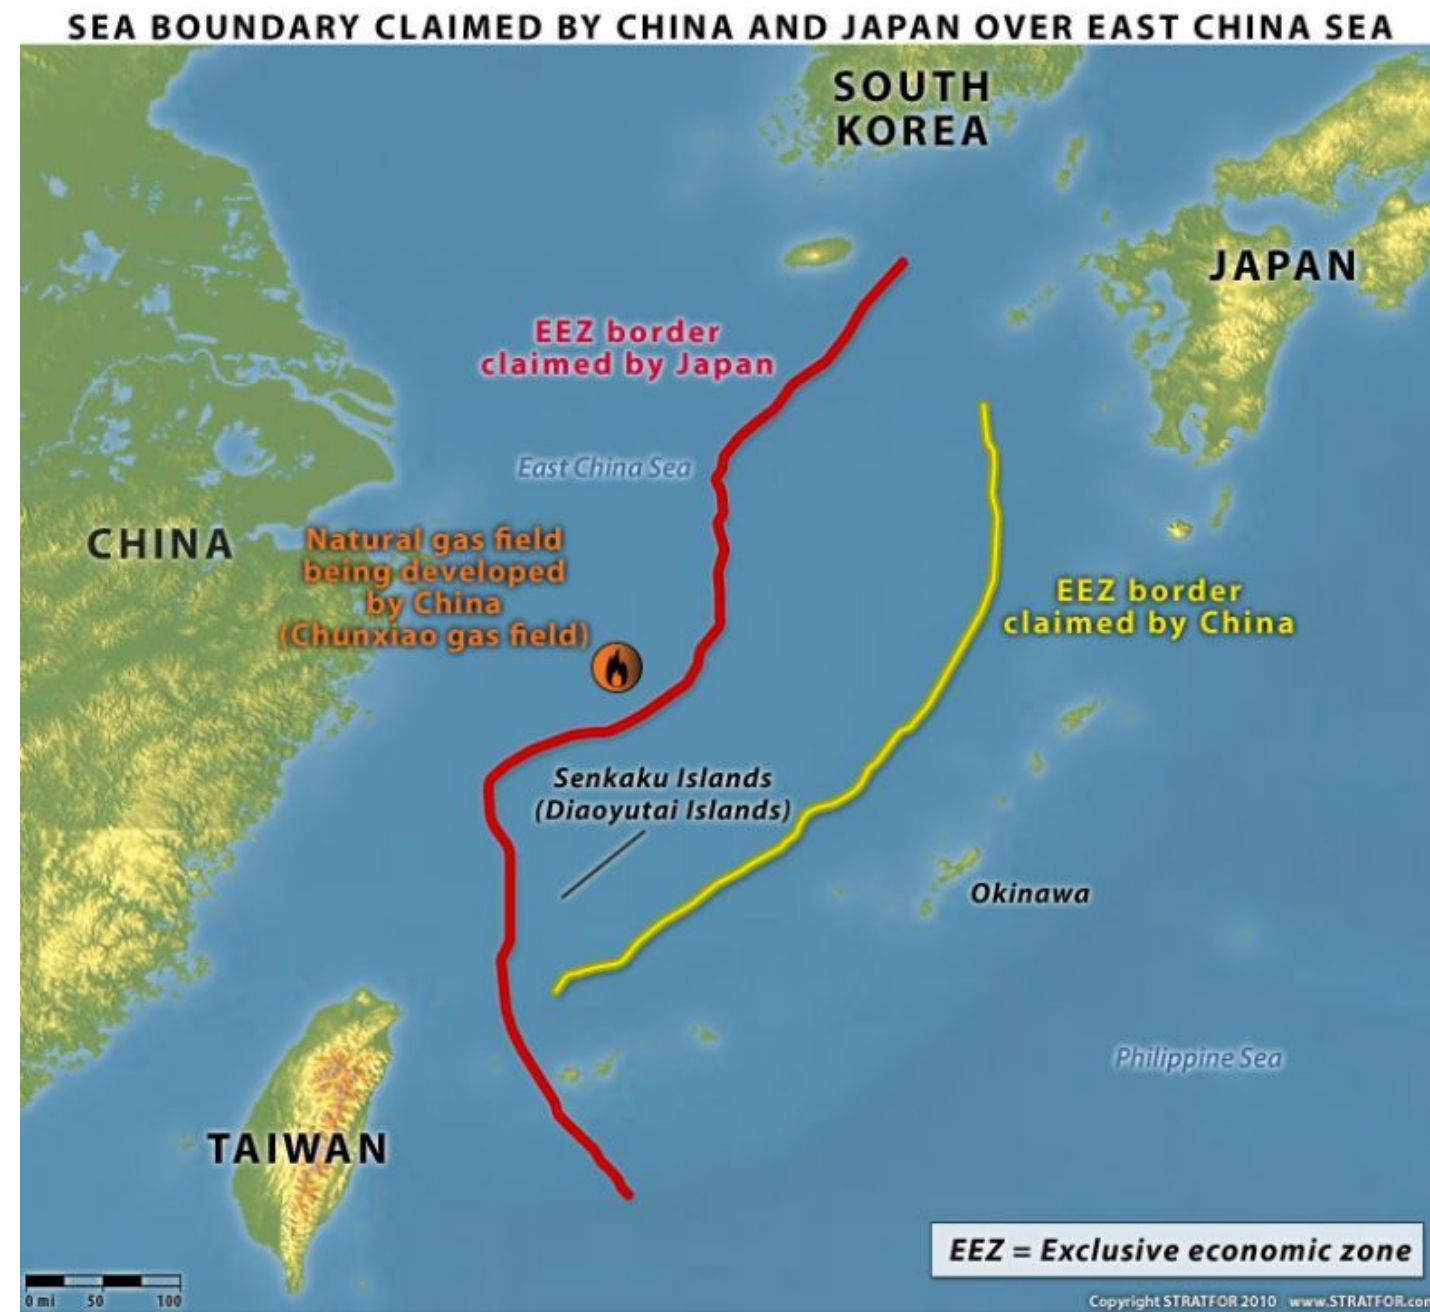 SEA BOUNDARY CLAIMED BY CHINA AND JAPAN OVER EAST CHINA SEA
SOUTH
KOREA
JAPAN
EEZ border
claimed by Japan
East China Sea
CHINA
Natural gas field
being developed
by China
(Chunxiao gas field)
EEZ border
claimed by China
Senkaku Islands
(Diaoyutai Islands)
Okinawa
Philippine Sea
TAIWAN
EEZ = Exclusive economic zone
0 mi 50 100
Copyright STRATFOR 2010 www.STRATFOR.com